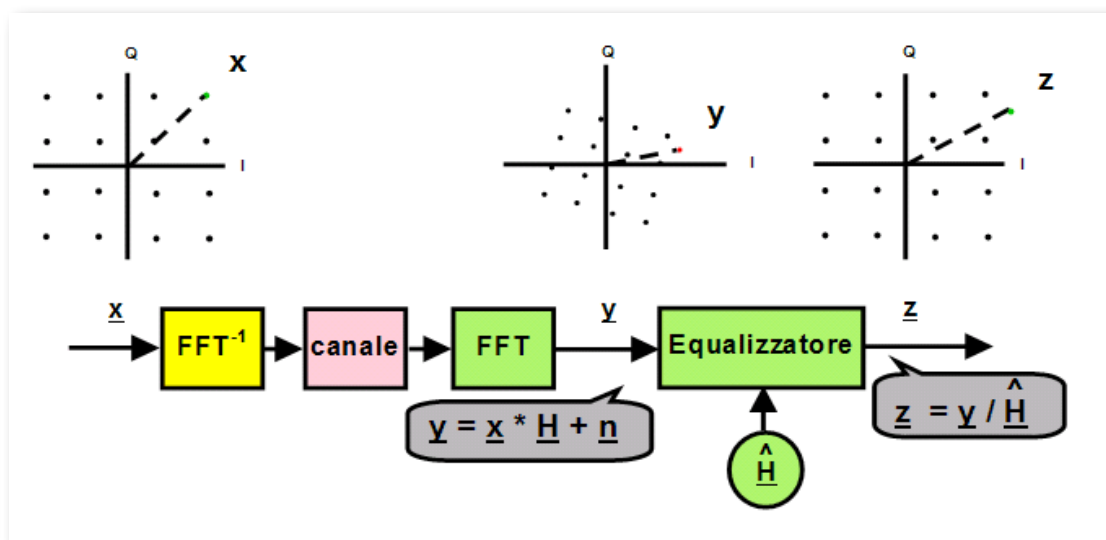 Q
x
I
Q
y
I
Q
z
I
x
FFT⁻¹
canale
FFT
y
Equalizzatore
z
y = x * H + n
Ĥ
z = y / Ĥ